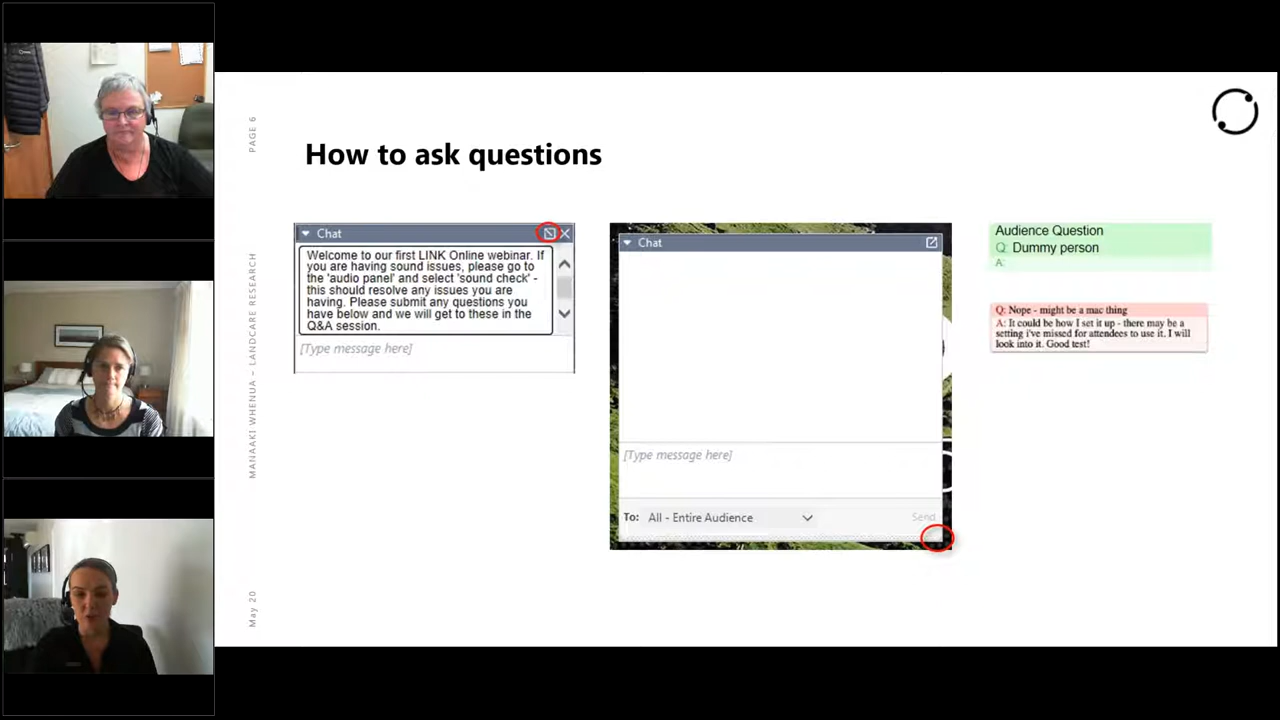 PAGE 6
MANAAKI WHENUA – LANDCARE RESEARCH
May 20
How to ask questions
Chat
Welcome to our first LINK Online webinar. If
you are having sound issues, please go to
the 'audio panel' and select 'sound check' -
this should resolve any issues you are
having. Please submit any questions you
have below and we will get to these in the
Q&A session.
[Type message here]
Chat
[Type message here]
To: All - Entire Audience
Send
Audience Question
Q: Dummy person
A:
Q: Nope - might be a mac thing
A: It could be how I set it up - there may be a
setting i've missed for attendees to use it. I will
look into it. Good test!